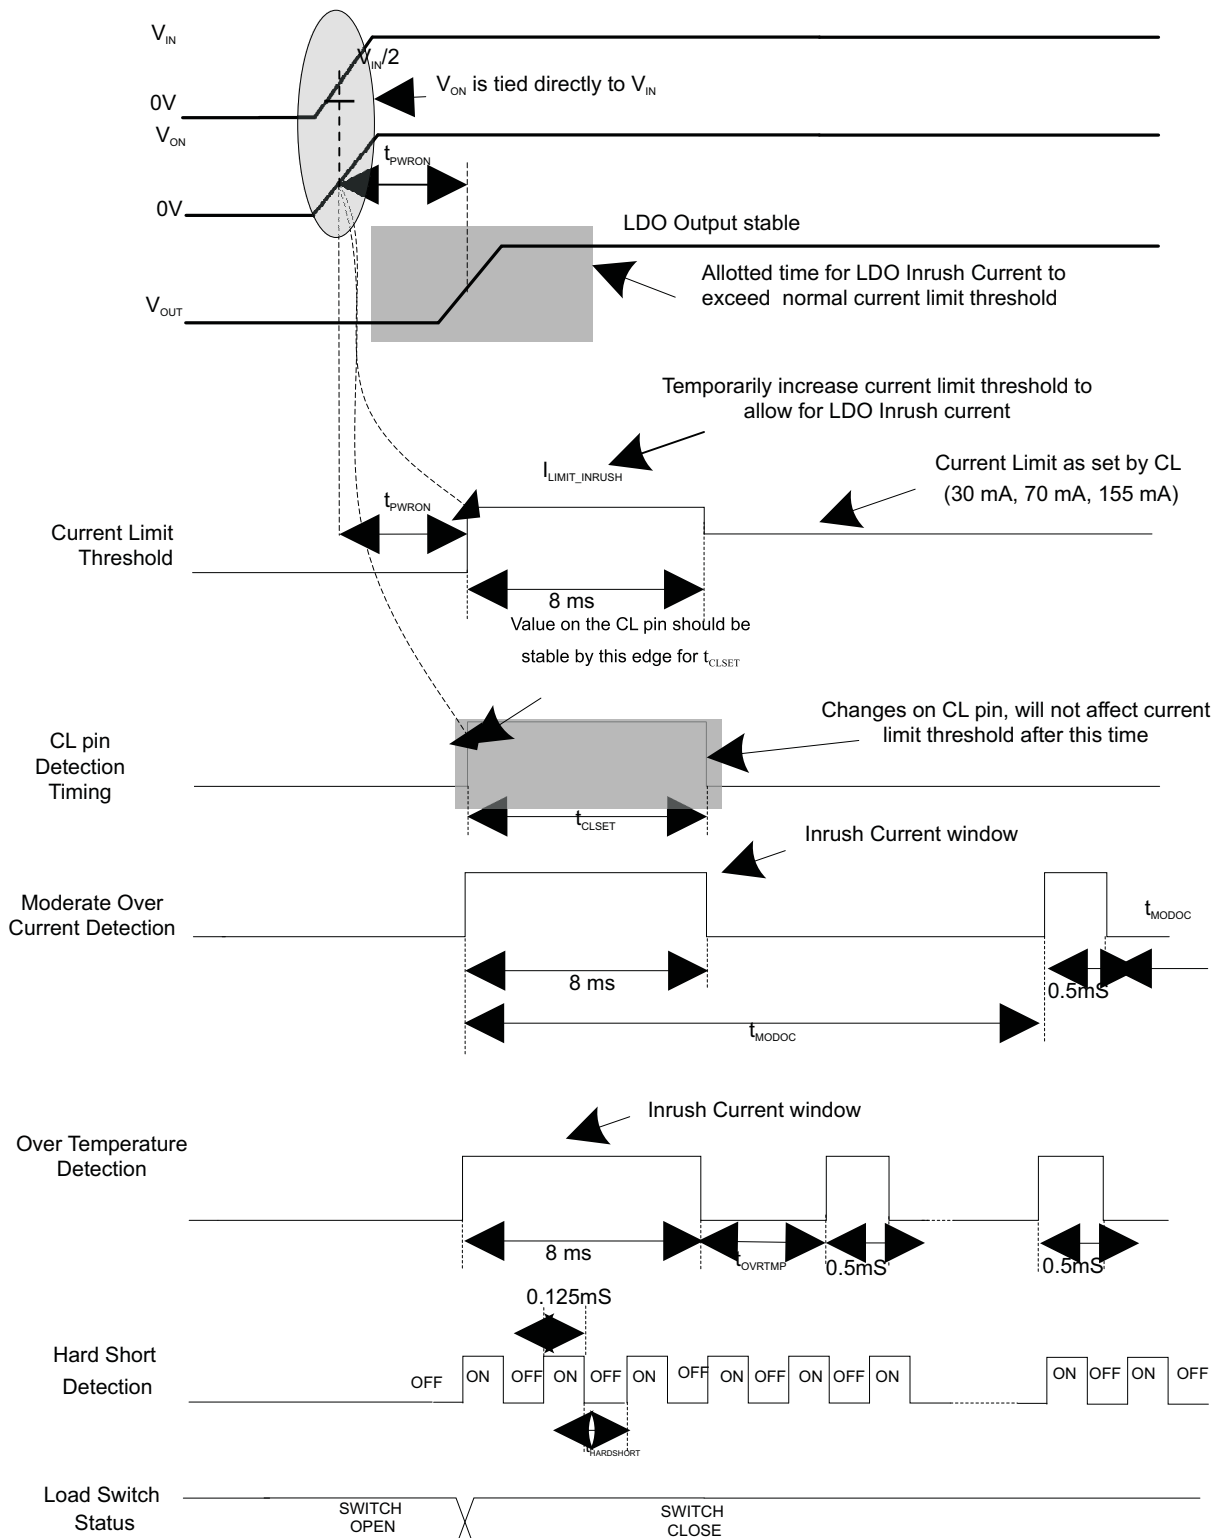 VIN
VIN/2
VON is tied directly to VIN
0V
VON
tPWRON
0V
LDO Output stable
Allotted time for LDO Inrush Current to
exceed normal current limit threshold
VOUT
Temporarily increase current limit threshold to
allow for LDO Inrush current
ILIMIT_INRUSH
Current Limit as set by CL
(30 mA, 70 mA, 155 mA)
tPWRON
Current Limit
Threshold
8 ms
Value on the CL pin should be
stable by this edge for tCLSET
Changes on CL pin, will not affect current
limit threshold after this time
CL pin
Detection
Timing
tCLSET
Inrush Current window
Moderate Over
Current Detection
tMODOC
8 ms
0.5mS
tMODOC
Inrush Current window
Over Temperature
Detection
8 ms
tOVRTMP
0.5mS
0.5mS
0.125mS
Hard Short
Detection
OFF ON OFF ON OFF ON OFF ON OFF ON OFF ON ON OFF ON OFF
tHARDSHORT
Load Switch
Status
SWITCH
OPEN
SWITCH
CLOSE